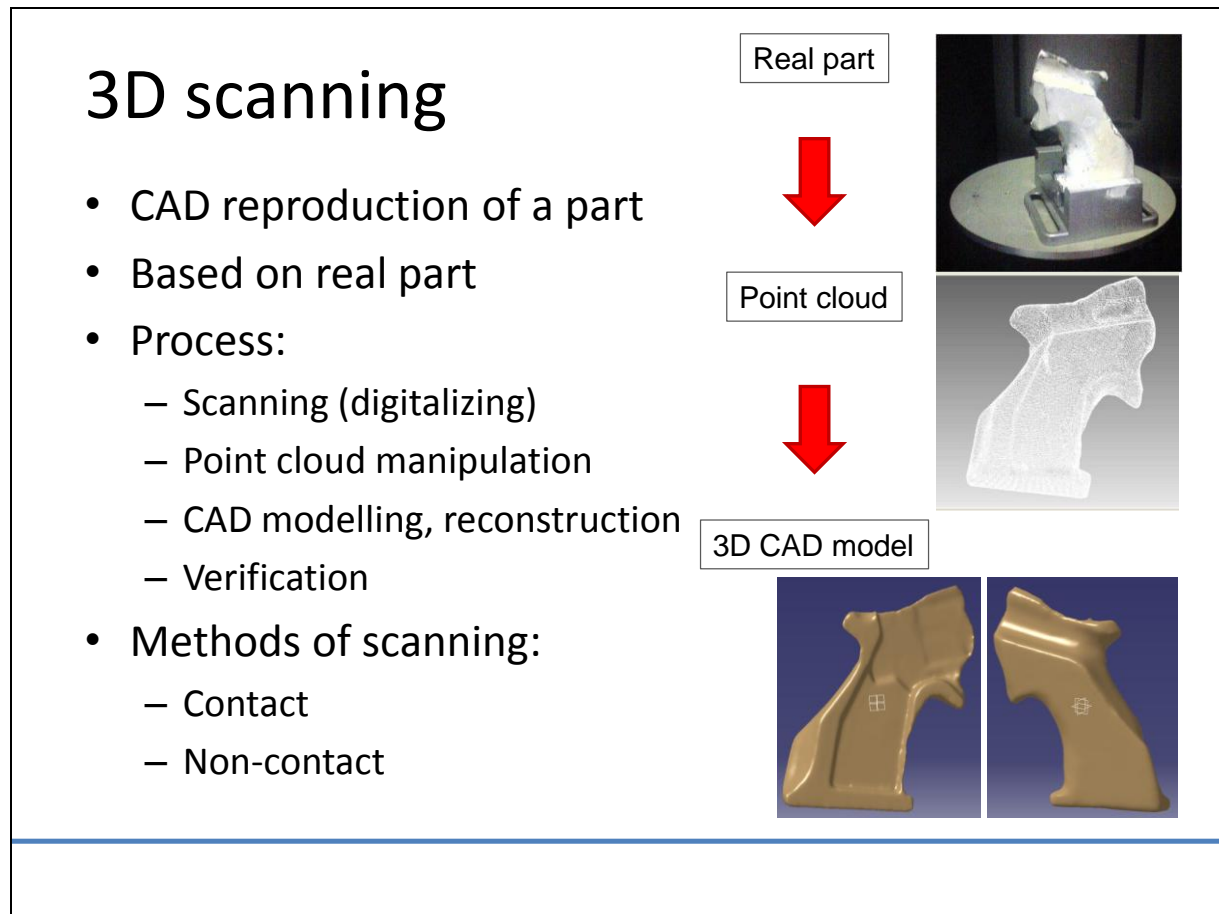 3D scanning
• CAD reproduction of a part
• Based on real part
• Process:
– Scanning (digitalizing)
– Point cloud manipulation
– CAD modelling, reconstruction
– Verification
• Methods of scanning:
– Contact
– Non-contact
Real part
Point cloud
3D CAD model